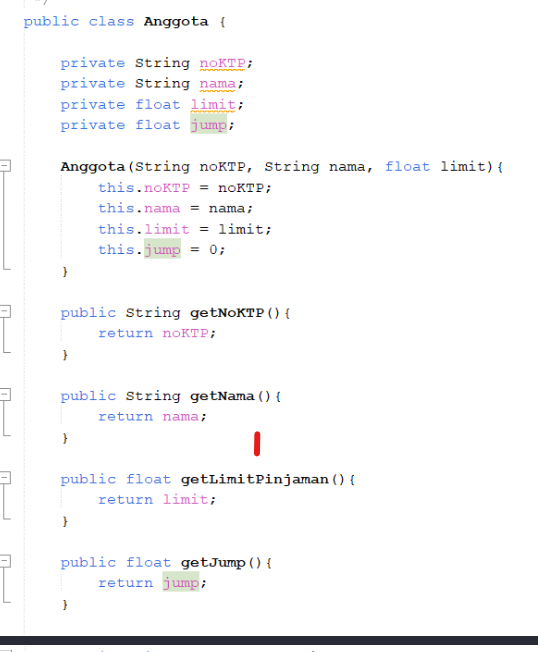 */
public class Anggota {
private String noKTP;
private String nama;
private float limit;
private float jump;
Anggota(String noKTP, String nama, float limit){
this.noKTP = noKTP;
this.nama = nama;
this.limit = limit;
this.jump = 0;
}
public String getNoKTP(){
return noKTP;
}
public String getNama(){
return nama;
}
public float getLimitPinjaman(){
return limit;
}
public float getJump(){
return jump;
}